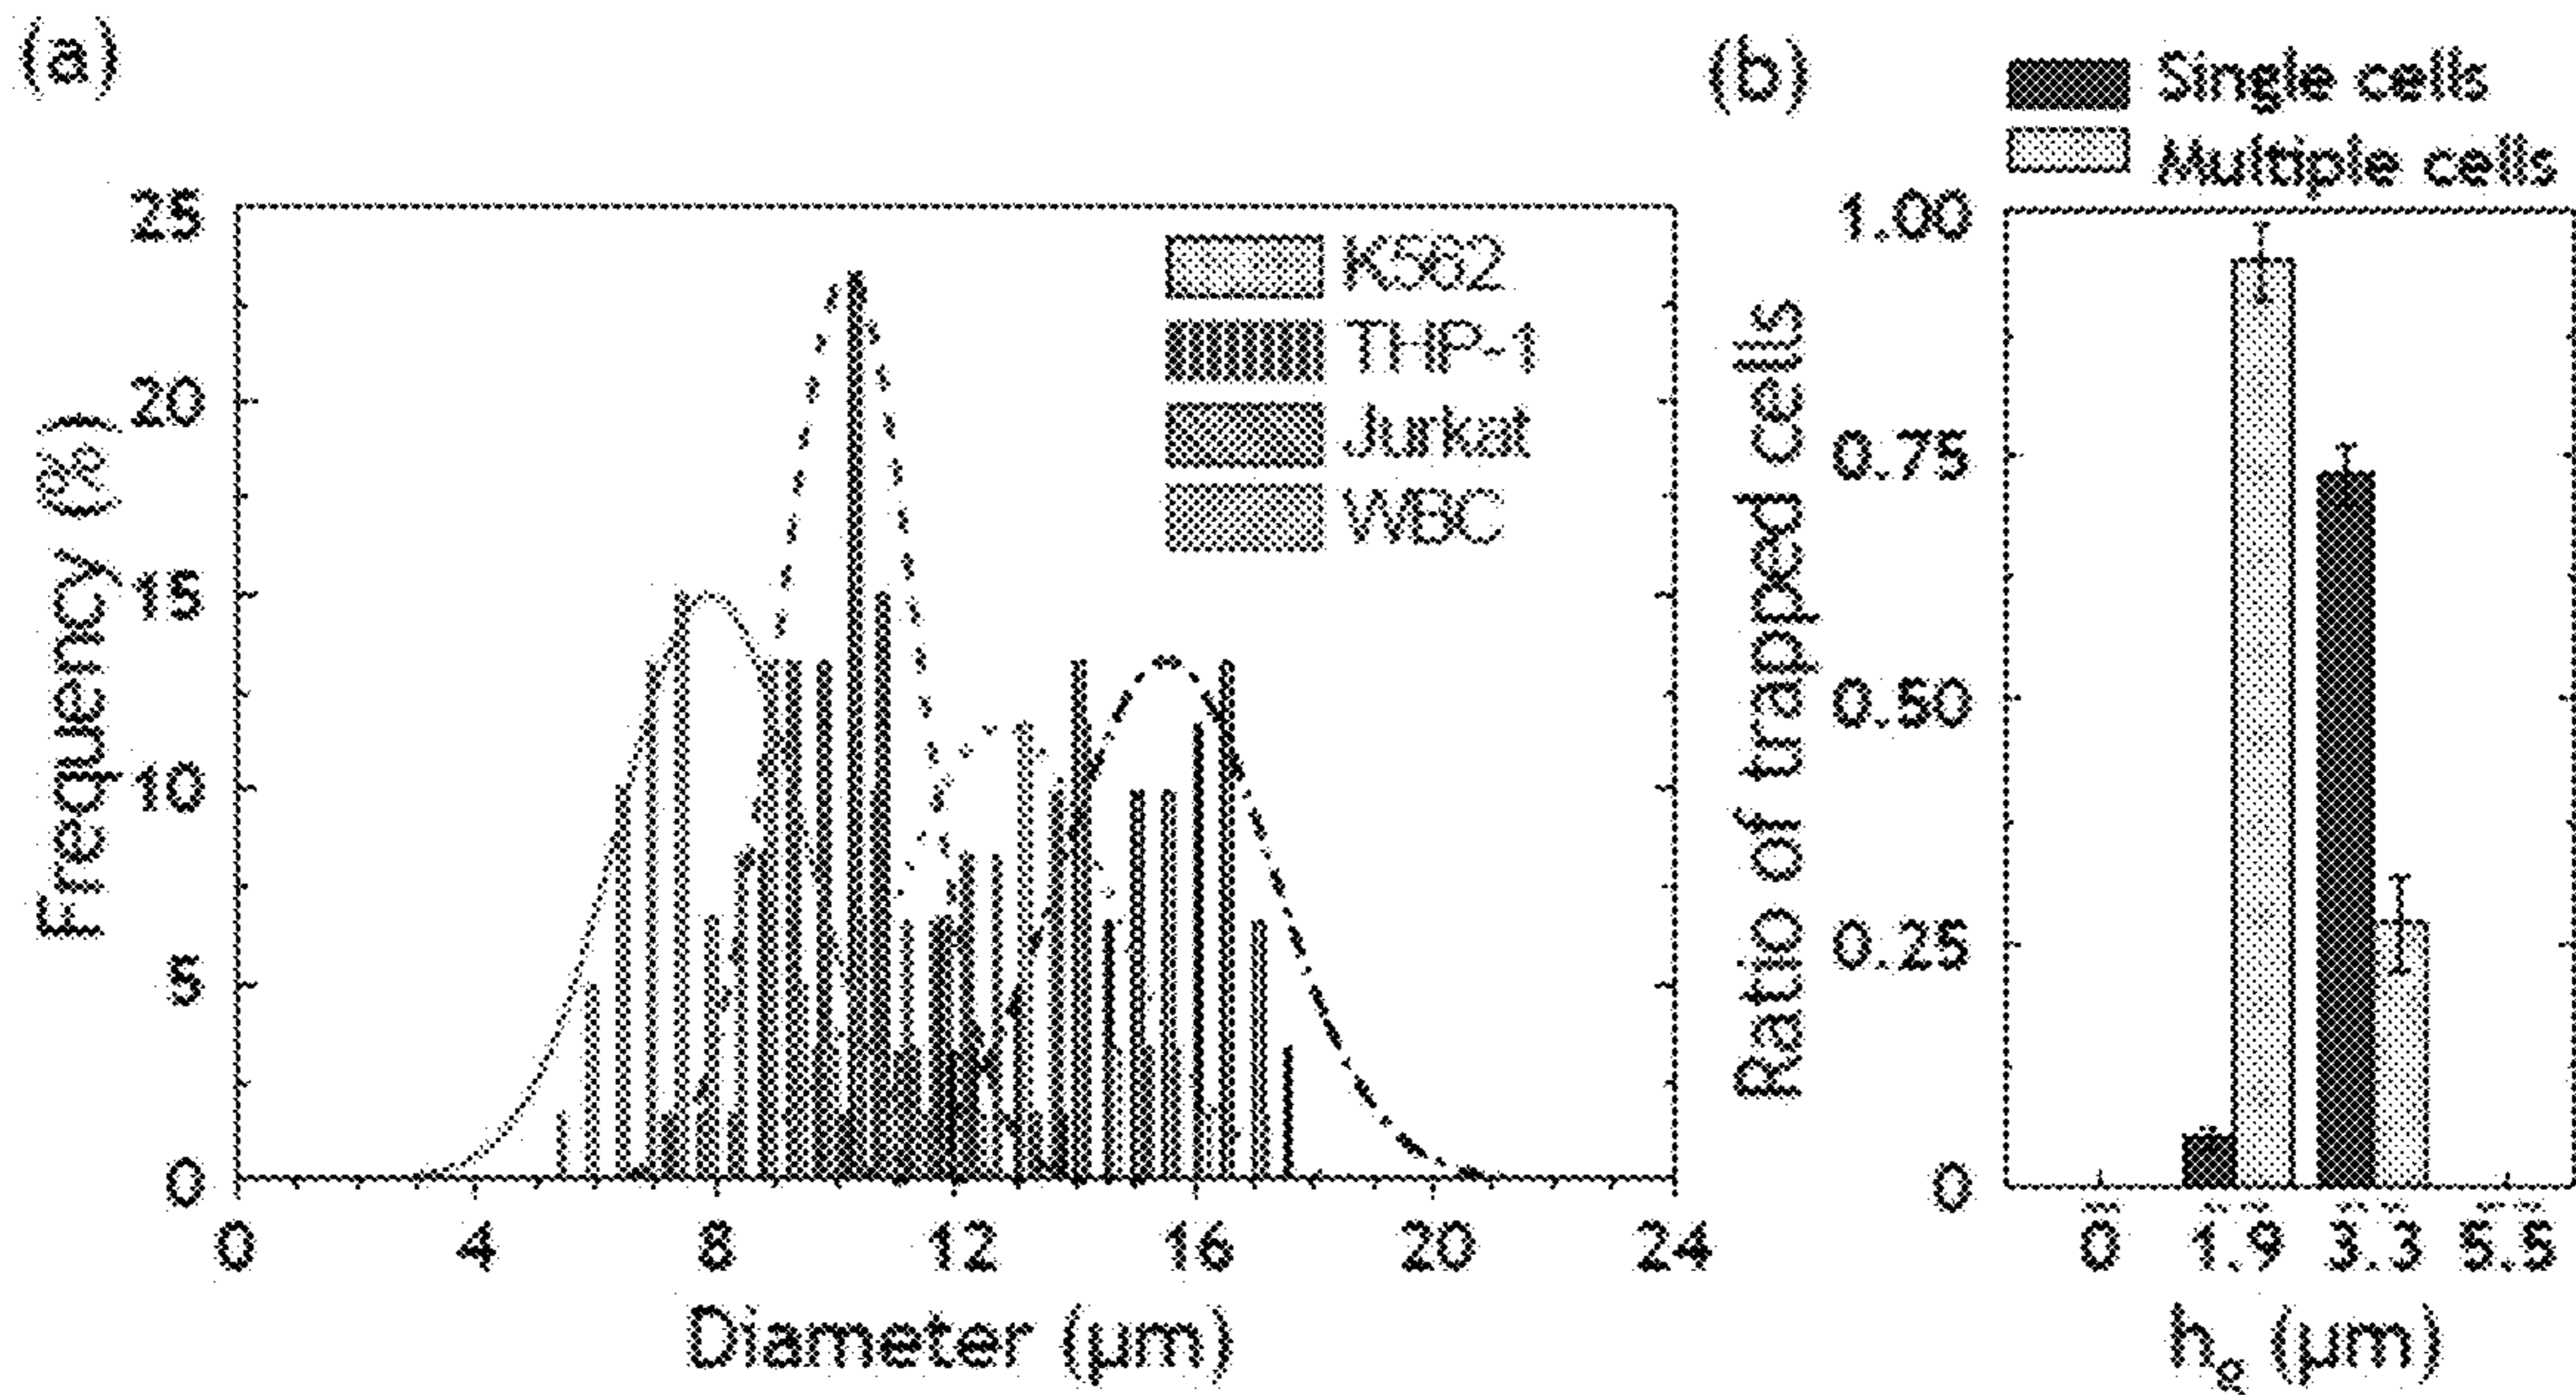 (a)
K562
THP-1
Jurkat
WBC
Frequency (%)
25
20
15
10
5
0
0 4 8 12 16 20 24
Diameter (μm)
(b)
Single cells
Multiple cells
Ratio of trapped cells
1.00
0.75
0.50
0.25
0
0 1.9 3.3 5.5
hg (μm)